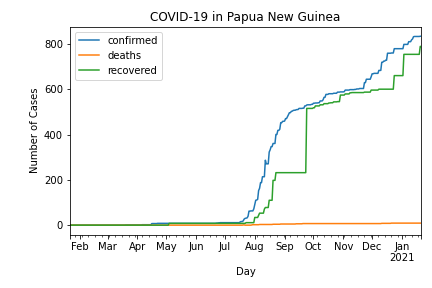 COVID-19 in Papua New Guinea
confirmed
deaths
recovered
Number of Cases
800
600
400
200
0
Feb Mar Apr May Jun Jul Aug Sep Oct Nov Dec Jan
2021
Day